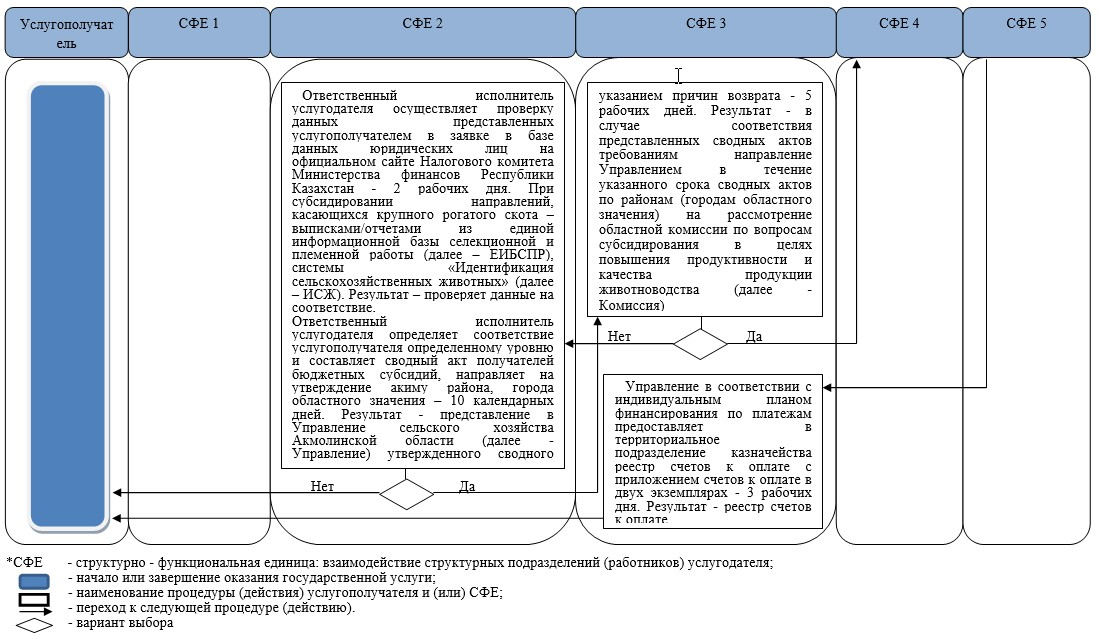 Услугополучат
ель
СФЕ 1
СФЕ 2
СФЕ 3
СФЕ 4
СФЕ 5
Ответственный исполнитель
услугодателя осуществляет проверку
данных представленных
услугополучателем в заявке в базе
данных юридических лиц на
официальном сайте Налогового комитета
Министерства финансов Республики
Казахстан - 2 рабочих дня. При
субсидировании направлений,
касающихся крупного рогатого скота –
выписками/отчетами из единой
информационной базы селекционной и
племенной работы (далее – ЕИБСПР),
системы «Идентификация
сельскохозяйственных животных» (далее
– ИСЖ). Результат – проверяет данные на
соответствие.
Ответственный исполнитель
услугодателя определяет соответствие
услугополучателя определенному уровню
и составляет сводный акт получателей
бюджетных субсидий, направляет на
утверждение акиму района, города
областного значения – 10 календарных
дней. Результат - представление в
Управление сельского хозяйства
Акмолинской области (далее -
Управление) утвержденного сводного
Нет
Да
указанием причин возврата - 5
рабочих дней. Результат - в
случае соответствия
представленных сводных актов
требованиям направление
Управлением в течение
указанного срока сводных актов
по районам (городам областного
значения) на рассмотрение
областной комиссии по вопросам
субсидирования в целях
повышения продуктивности и
качества продукции
животноводства (далее -
Комиссия)
Нет
Да
Управление в соответствии с
индивидуальным планом
финансирования по платежам
предоставляет в
территориальное
подразделение казначейства
реестр счетов к оплате с
приложением счетов к оплате в
двух экземплярах - 3 рабочих
дня. Результат - реестр счетов
к оплате
*СФЕ - структурно - функциональная единица: взаимодействие структурных подразделений (работников) услугодателя;
- начало или завершение оказания государственной услуги;
- наименование процедуры (действия) услугополучателя и (или) СФЕ;
- переход к следующей процедуре (действию).
- вариант выбора